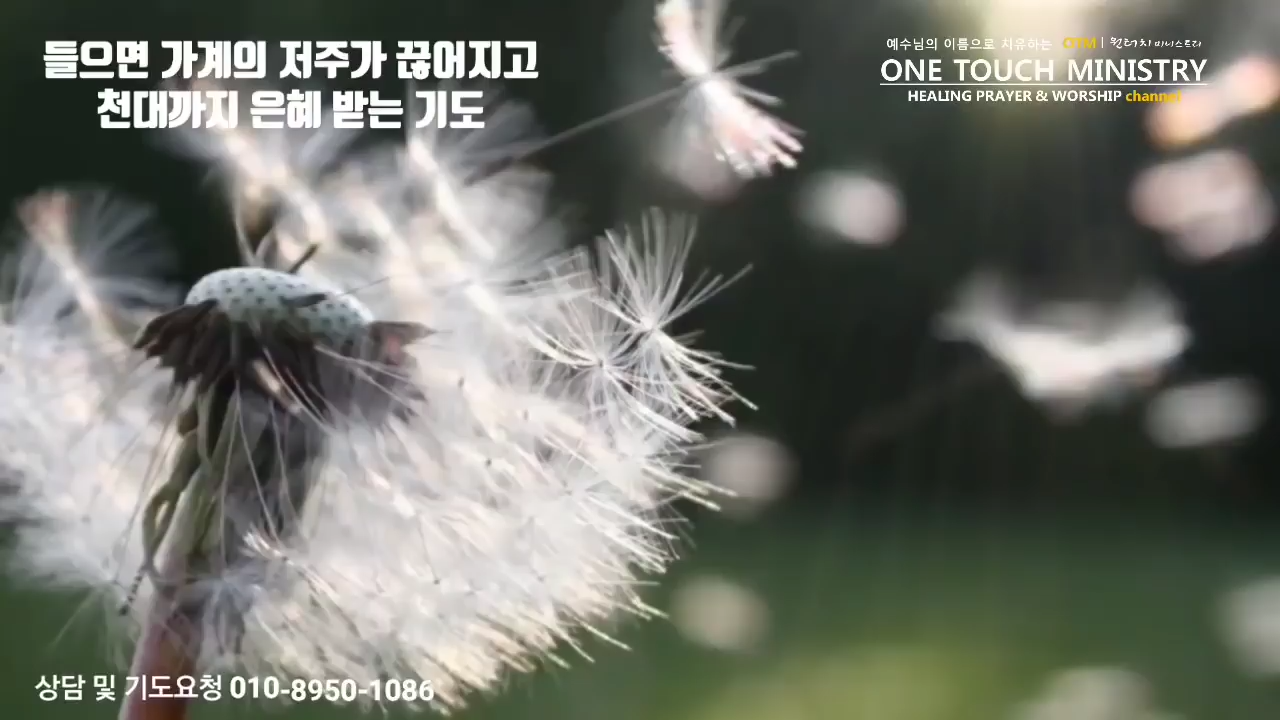 들으면 가계의 저주가 끊어지고
천대까지 은혜 받는 기도
예수님의 이름으로 치유하는 OTM | 원터치 미니스트리
ONE TOUCH MINISTRY
HEALING PRAYER & WORSHIP channel
상담 및 기도요청 010-8950-1086